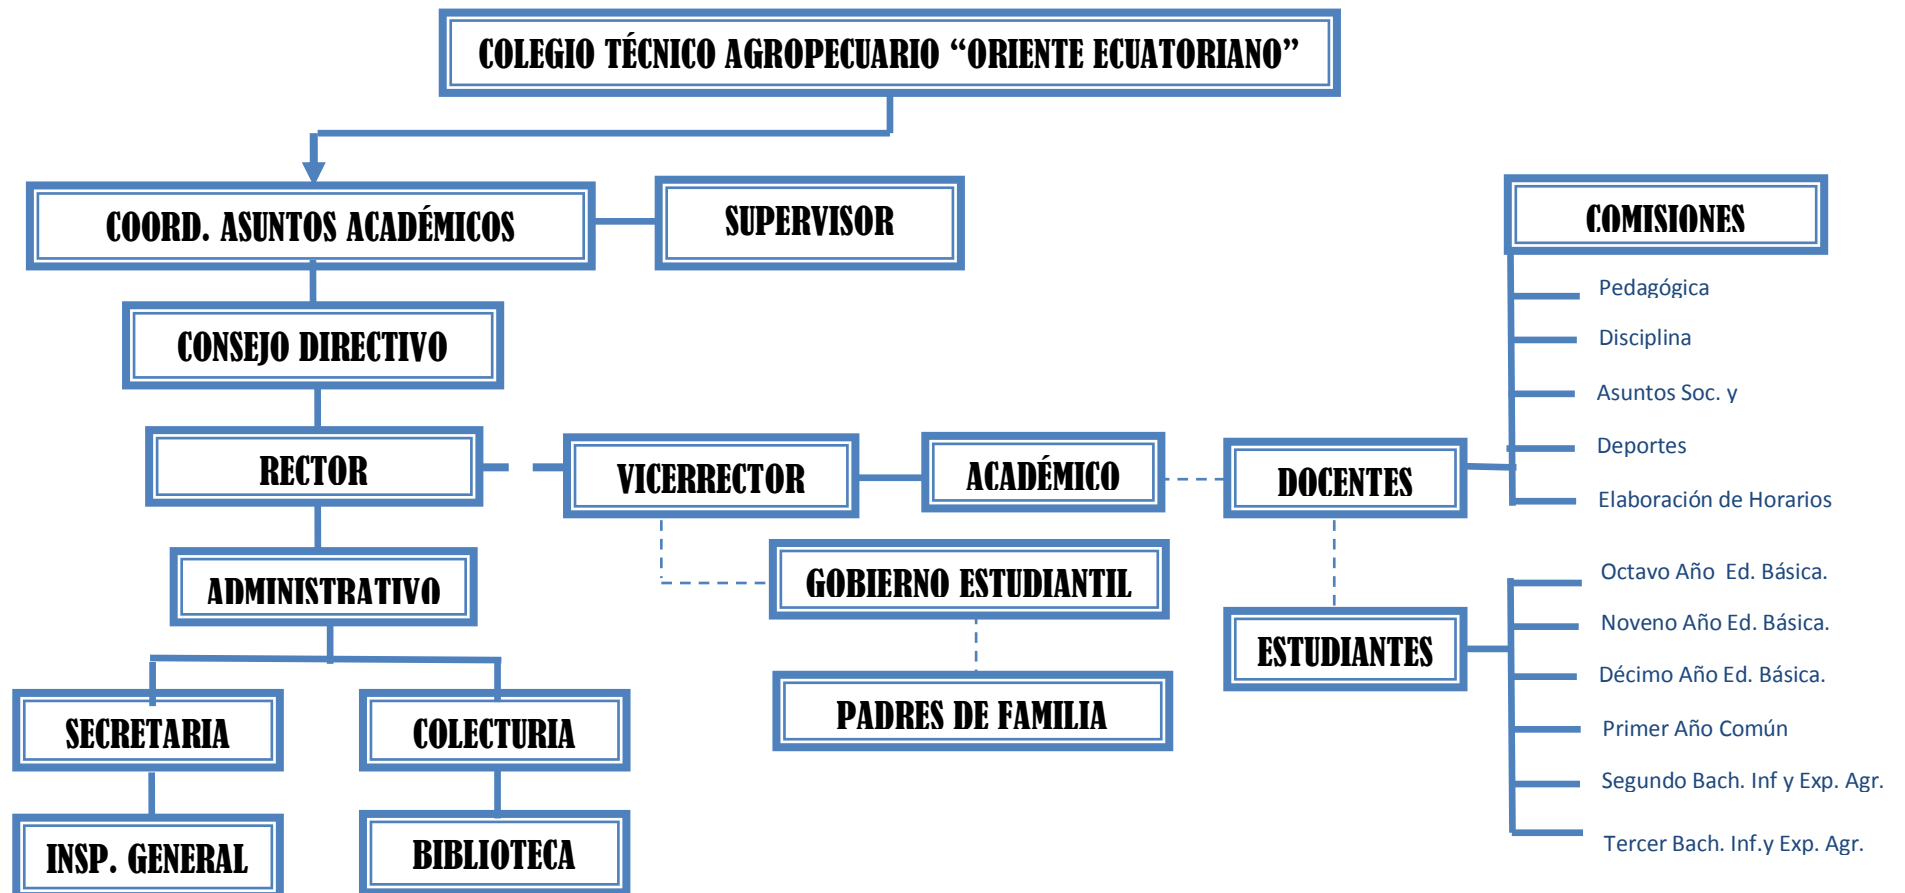 COLEGIO TÉCNICO AGROPECUARIO “ORIENTE ECUATORIANO”
COORD. ASUNTOS ACADÉMICOS
SUPERVISOR
COMISIONES
Pedagógica
Disciplina
Asuntos Soc. y
Deportes
Elaboración de Horarios
CONSEJO DIRECTIVO
RECTOR
VICERRECTOR
ACADÉMICO
DOCENTES
ADMINISTRATIVO
GOBIERNO ESTUDIANTIL
ESTUDIANTES
Octavo Año  Ed. Básica.
Noveno Año Ed. Básica.
Décimo Año Ed. Básica.
Primer Año Común
Segundo Bach. Inf y Exp. Agr.
Tercer Bach. Inf.y Exp. Agr.
PADRES DE FAMILIA
SECRETARIA
COLECTURIA
INSP. GENERAL
BIBLIOTECA